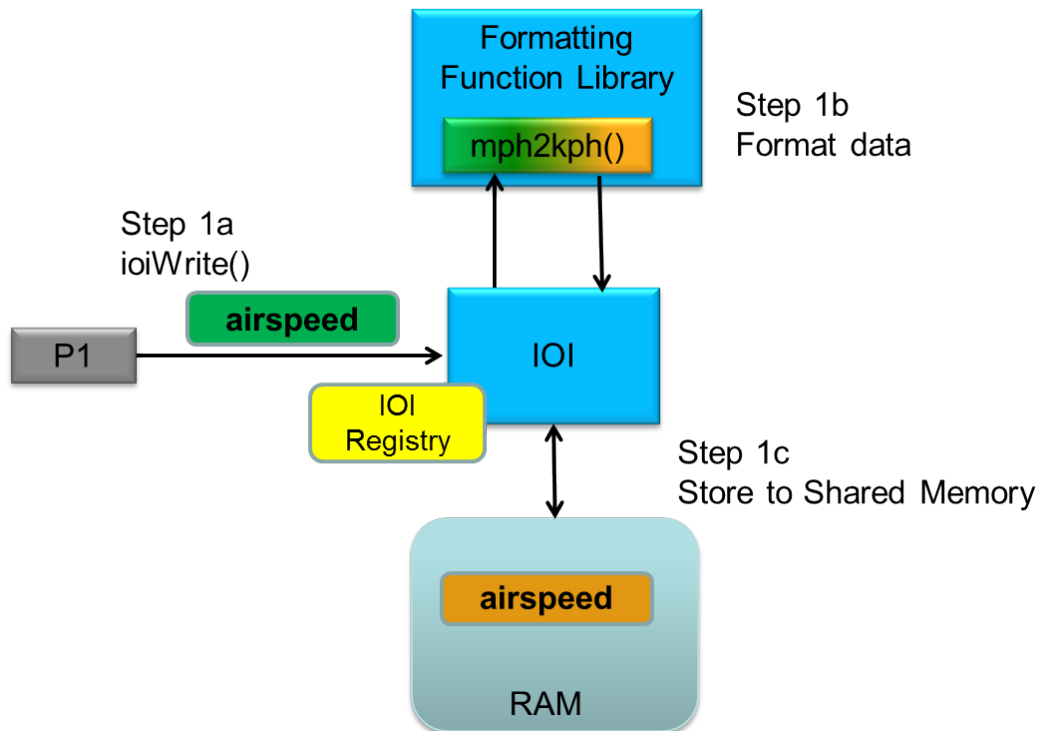 Formatting
Function Library
mph2kph()
Step 1b
Format data
Step 1a
ioiWrite()
airspeed
P1
IOI
IOI
Registry
Step 1c
Store to Shared Memory
airspeed
RAM